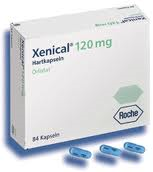 Xenical® 120 mg
Hartkapseln
Orlistat
84 Kapseln
Roche